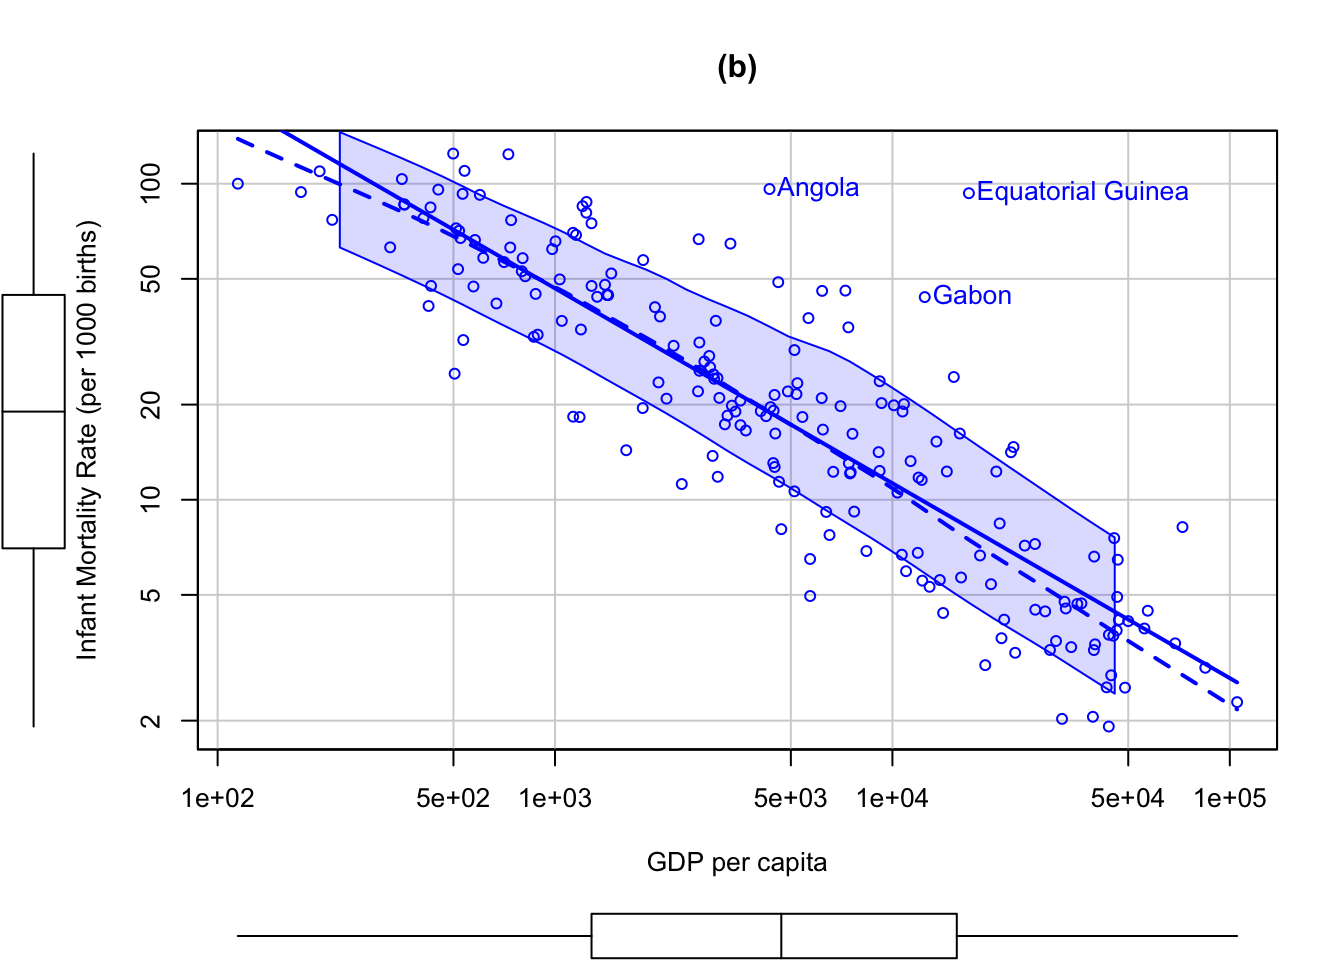 (b)
Infant Mortality Rate (per 1000 births)
100
50
20
10
5
2
Angola
Equatorial Guinea
Gabon
1e+02 5e+02 1e+03 5e+03 1e+04 5e+04 1e+05
GDP per capita